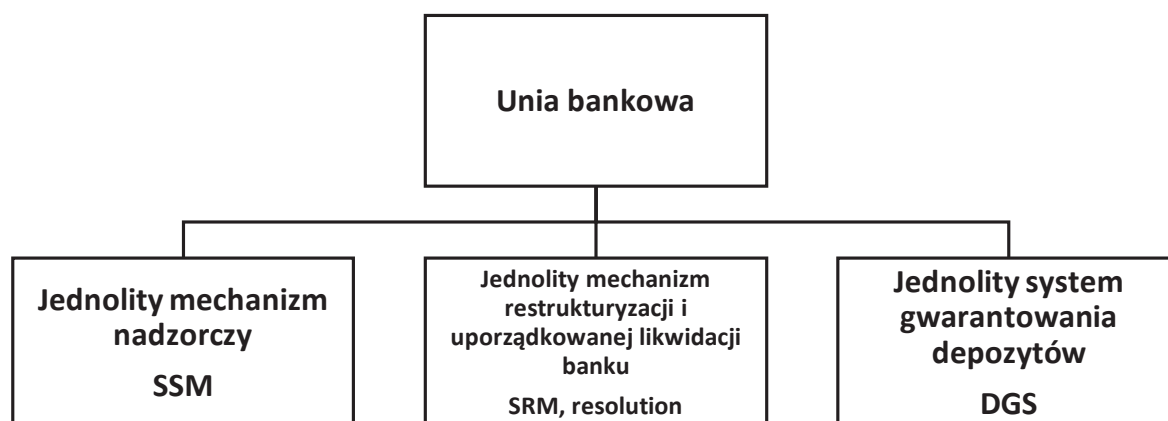 Unia bankowa
Jednolity mechanizm
nadzorczy
SSM
Jednolity mechanizm
restrukturyzacji i
uporządkowanej likwidacji
banku
SRM, resolution
Jednolity system
gwarantowania
depozytów
DGS